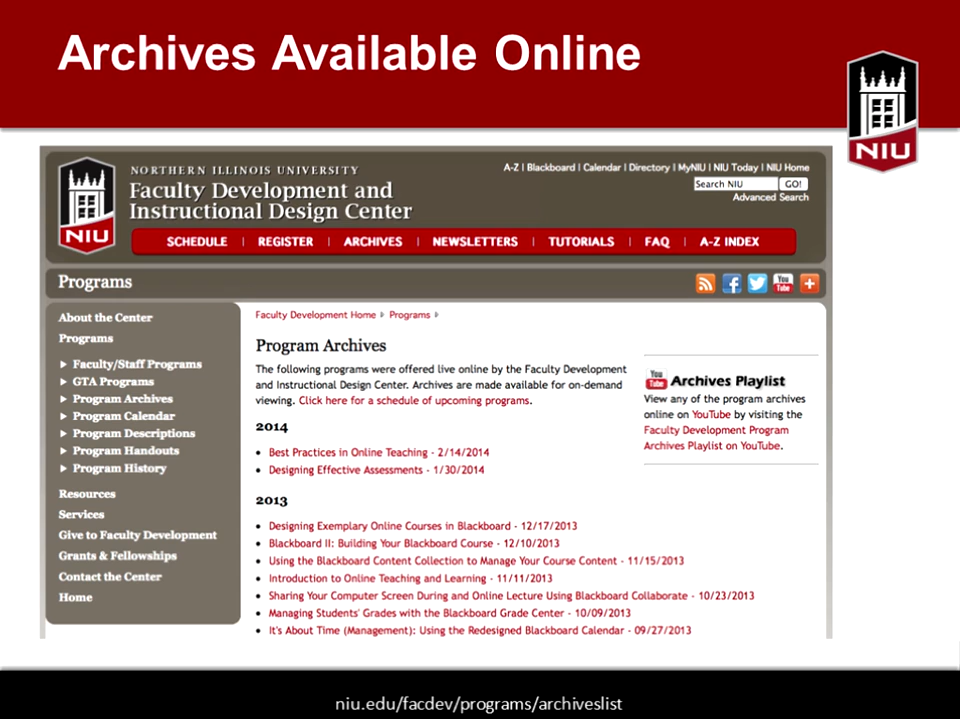 Archives Available Online
NIU
NORTHERN ILLINOIS UNIVERSITY
Faculty Development and
Instructional Design Center
NIU
A-Z | Blackboard | Calendar | Directory | MyNIU | NIU Today | NIU Home
Search NIU GO!
Advanced Search
SCHEDULE | REGISTER | ARCHIVES | NEWSLETTERS | TUTORIALS | FAQ | A-Z INDEX
Programs
You Tube
About the Center
Programs
Faculty/Staff Programs
GTA Programs
Program Archives
Program Calendar
Program Descriptions
Program Handouts
Program History
Resources
Services
Give to Faculty Development
Grants & Fellowships
Contact the Center
Home
Faculty Development Home Programs
Program Archives
The following programs were offered live online by the Faculty Development
and Instructional Design Center. Archives are made available for on-demand
viewing. Click here for a schedule of upcoming programs.
2014
• Best Practices in Online Teaching - 2/14/2014
• Designing Effective Assessments - 1/30/2014
2013
• Designing Exemplary Online Courses in Blackboard - 12/17/2013
• Blackboard II: Building Your Blackboard Course - 12/10/2013
• Using the Blackboard Content Collection to Manage Your Course Content - 11/15/2013
• Introduction to Online Teaching and Learning - 11/11/2013
• Sharing Your Computer Screen During and Online Lecture Using Blackboard Collaborate - 10/23/2013
• Managing Students' Grades with the Blackboard Grade Center - 10/09/2013
• It's About Time (Management): Using the Redesigned Blackboard Calendar - 09/27/2013
You Tube Archives Playlist
View any of the program archives
online on YouTube by visiting the
Faculty Development Program
Archives Playlist on YouTube.
niu.edu/facdev/programs/archiveslist